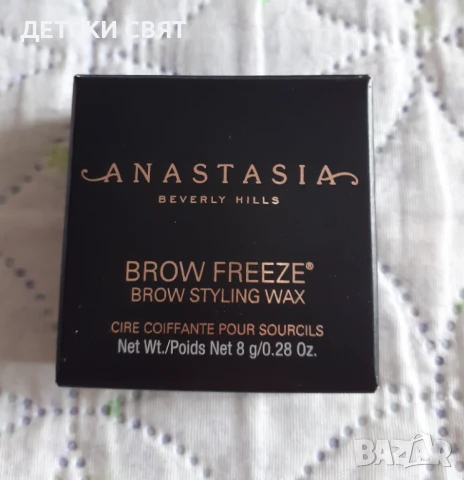 ДЕТСКИ СВЯТ
ANASTASIA
BEVERLY HILLS
BROW FREEZE®
BROW STYLING WAX
CIRE COIFFANTE POUR SOURCILS
Net Wt./Poids Net 8 g/0.28 Oz.
BAZAR